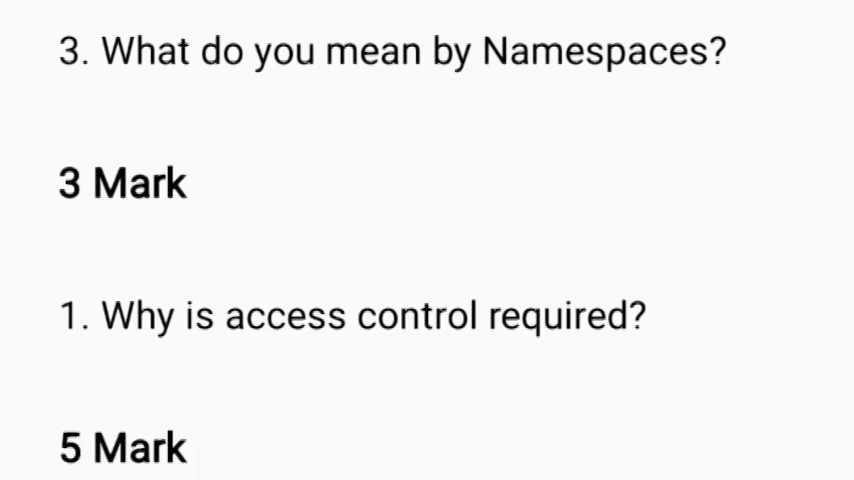 3. What do you mean by Namespaces?
3 Mark
1. Why is access control required?
5 Mark